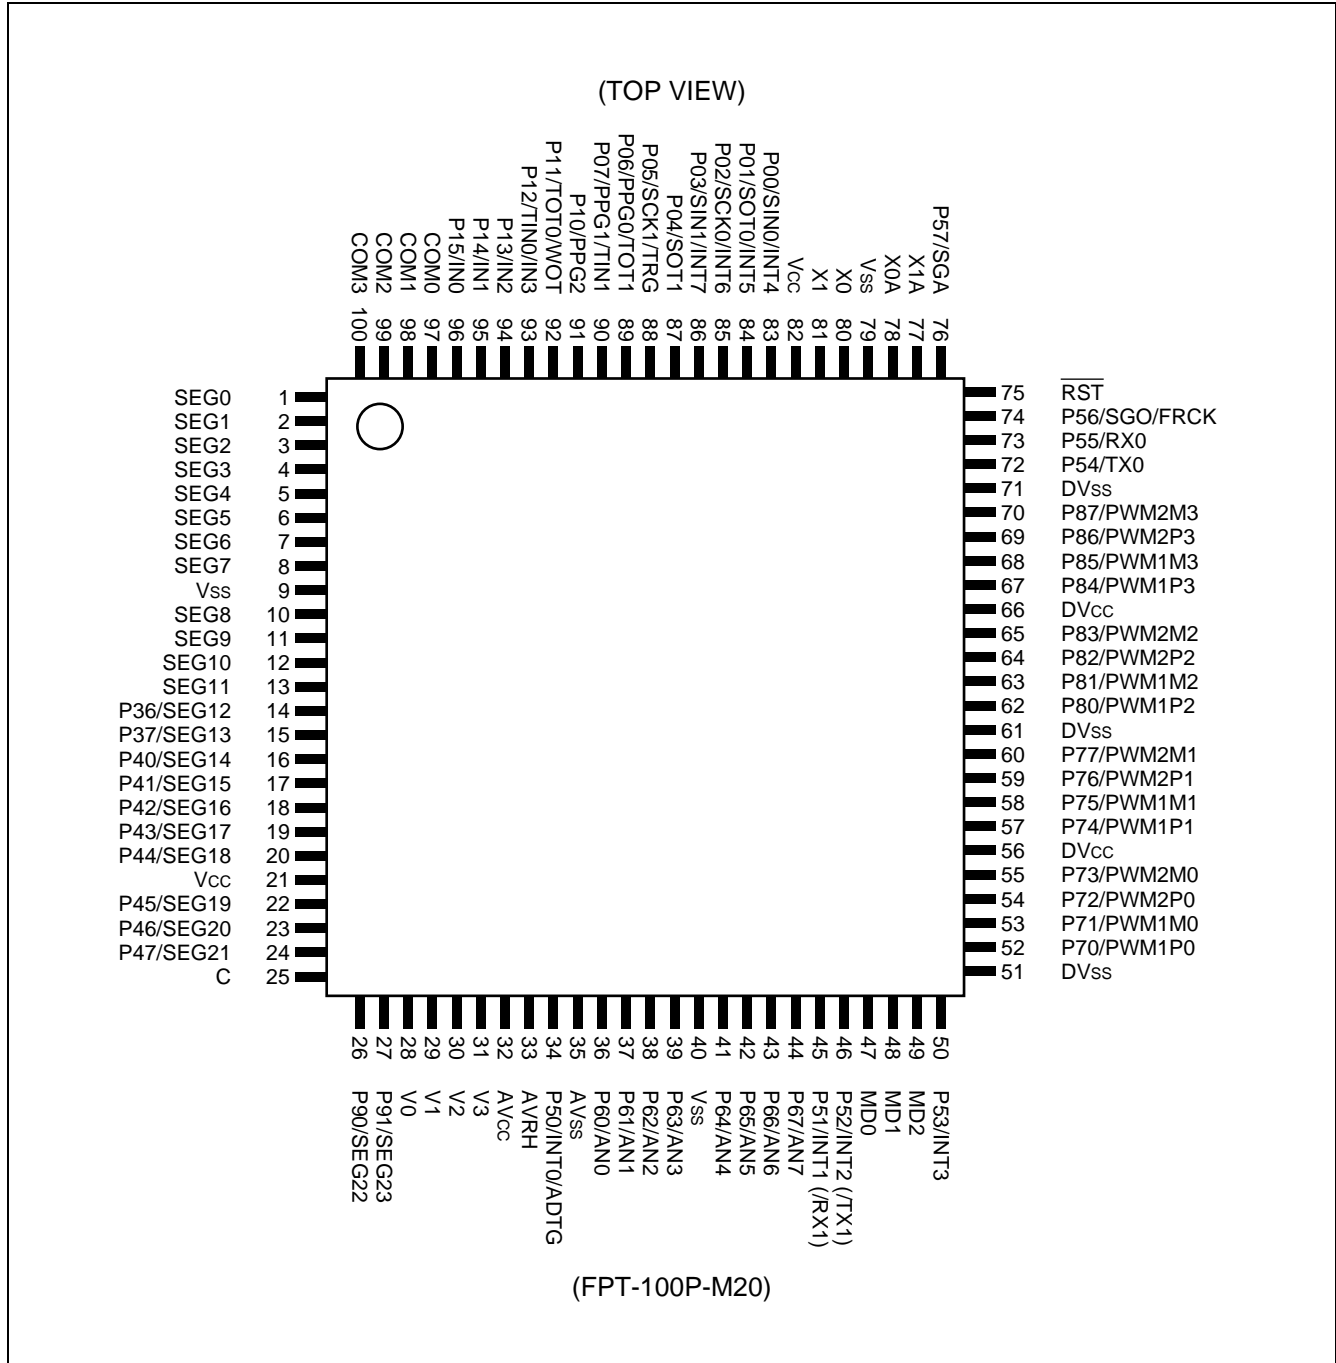 (TOP VIEW)
COM3 100
COM2 99
COM1 98
COM0 97
P15/IN0 96
P14/IN1 95
P13/IN2 94
P12/TIN0/IN3 93
P11/TOT0/WOT 92
P10/PPG2 91
P07/PPG1/TIN1 90
P06/PPG0/TOT1 89
P05/SCK1/TRG 88
P04/SOT1 87
P03/SIN1/INT7 86
P02/SCK0/INT6 85
P01/SOT0/INT5 84
P00/SIN0/INT4 83
Vcc 82
X1 81
X0 80
Vss 79
X0A 78
X1A 77
P57/SGA 76
SEG0 1
SEG1 2
SEG2 3
SEG3 4
SEG4 5
SEG5 6
SEG6 7
SEG7 8
Vss 9
SEG8 10
SEG9 11
SEG10 12
SEG11 13
P36/SEG12 14
P37/SEG13 15
P40/SEG14 16
P41/SEG15 17
P42/SEG16 18
P43/SEG17 19
P44/SEG18 20
Vcc 21
P45/SEG19 22
P46/SEG20 23
P47/SEG21 24
C 25
75 RST
74 P56/SGO/FRCK
73 P55/RX0
72 P54/TX0
71 DVss
70 P87/PWM2M3
69 P86/PWM2P3
68 P85/PWM1M3
67 P84/PWM1P3
66 DVcc
65 P83/PWM2M2
64 P82/PWM2P2
63 P81/PWM1M2
62 P80/PWM1P2
61 DVss
60 P77/PWM2M1
59 P76/PWM2P1
58 P75/PWM1M1
57 P74/PWM1P1
56 DVcc
55 P73/PWM2M0
54 P72/PWM2P0
53 P71/PWM1M0
52 P70/PWM1P0
51 DVss
26 P90/SEG22
27 P91/SEG23
28 V0
29 V1
30 V2
31 V3
32 AVcc
33 AVRH
34 P50/INT0/ADTG
35 AVss
36 P60/AN0
37 P61/AN1
38 P62/AN2
39 P63/AN3
40 Vss
41 P64/AN4
42 P65/AN5
43 P66/AN6
44 P67/AN7
45 P51/INT1 (/RX1)
46 P52/INT2 (/TX1)
47 MD0
48 MD1
49 MD2
50 P53/INT3
(FPT-100P-M20)